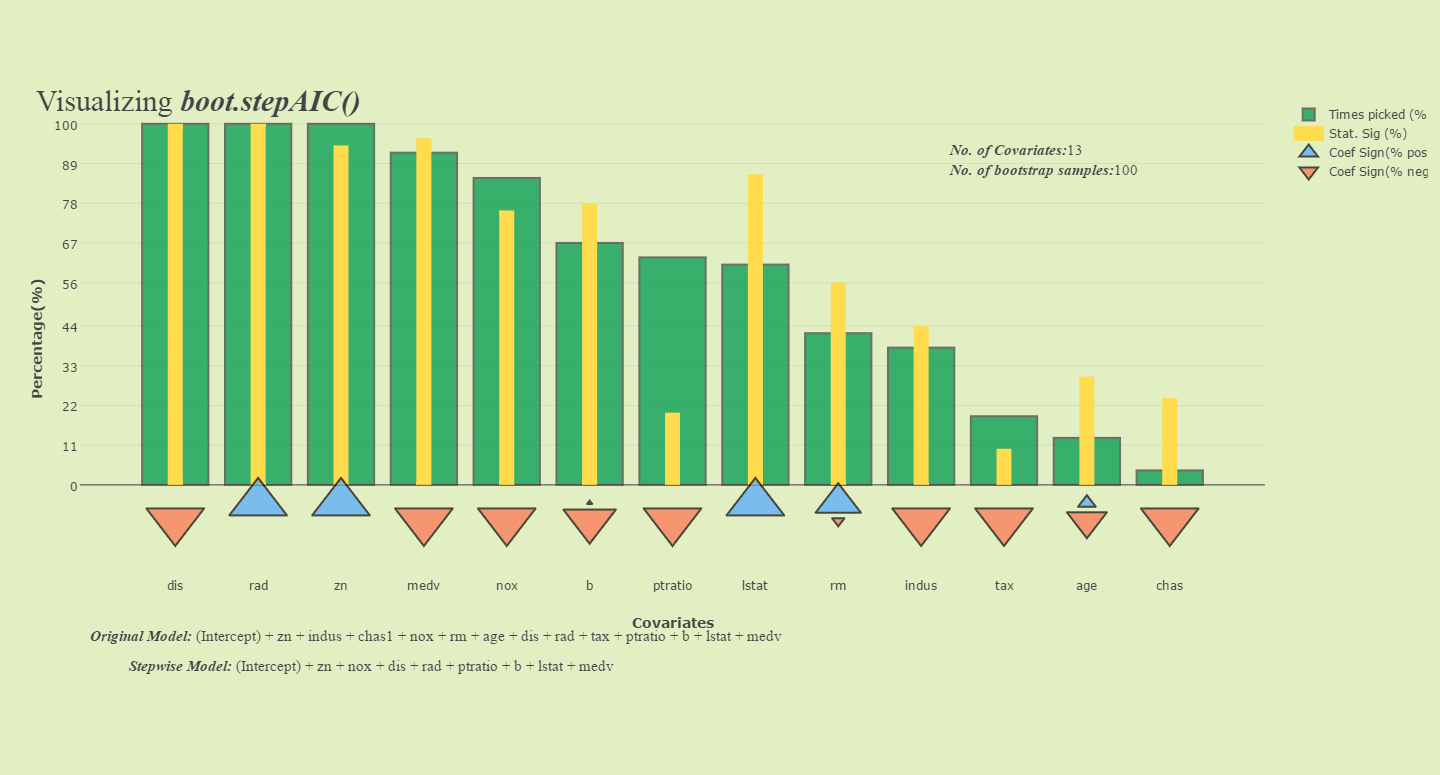 Visualizing boot.stepAIC()
No. of Covariates:13
No. of bootstrap samples:100
Times picked (%
Stat. Sig (%)
Coef Sign(% pos
Coef Sign(% neg
Percentage(%)
100
89
78
67
56
44
33
22
11
0
dis rad zn medv nox b ptratio lstat rm indus tax age chas
Covariates
Original Model: (Intercept) + zn + indus + chas1 + nox + rm + age + dis + rad + tax + ptratio + b + lstat + medv
Stepwise Model: (Intercept) + zn + nox + dis + rad + ptratio + b + lstat + medv